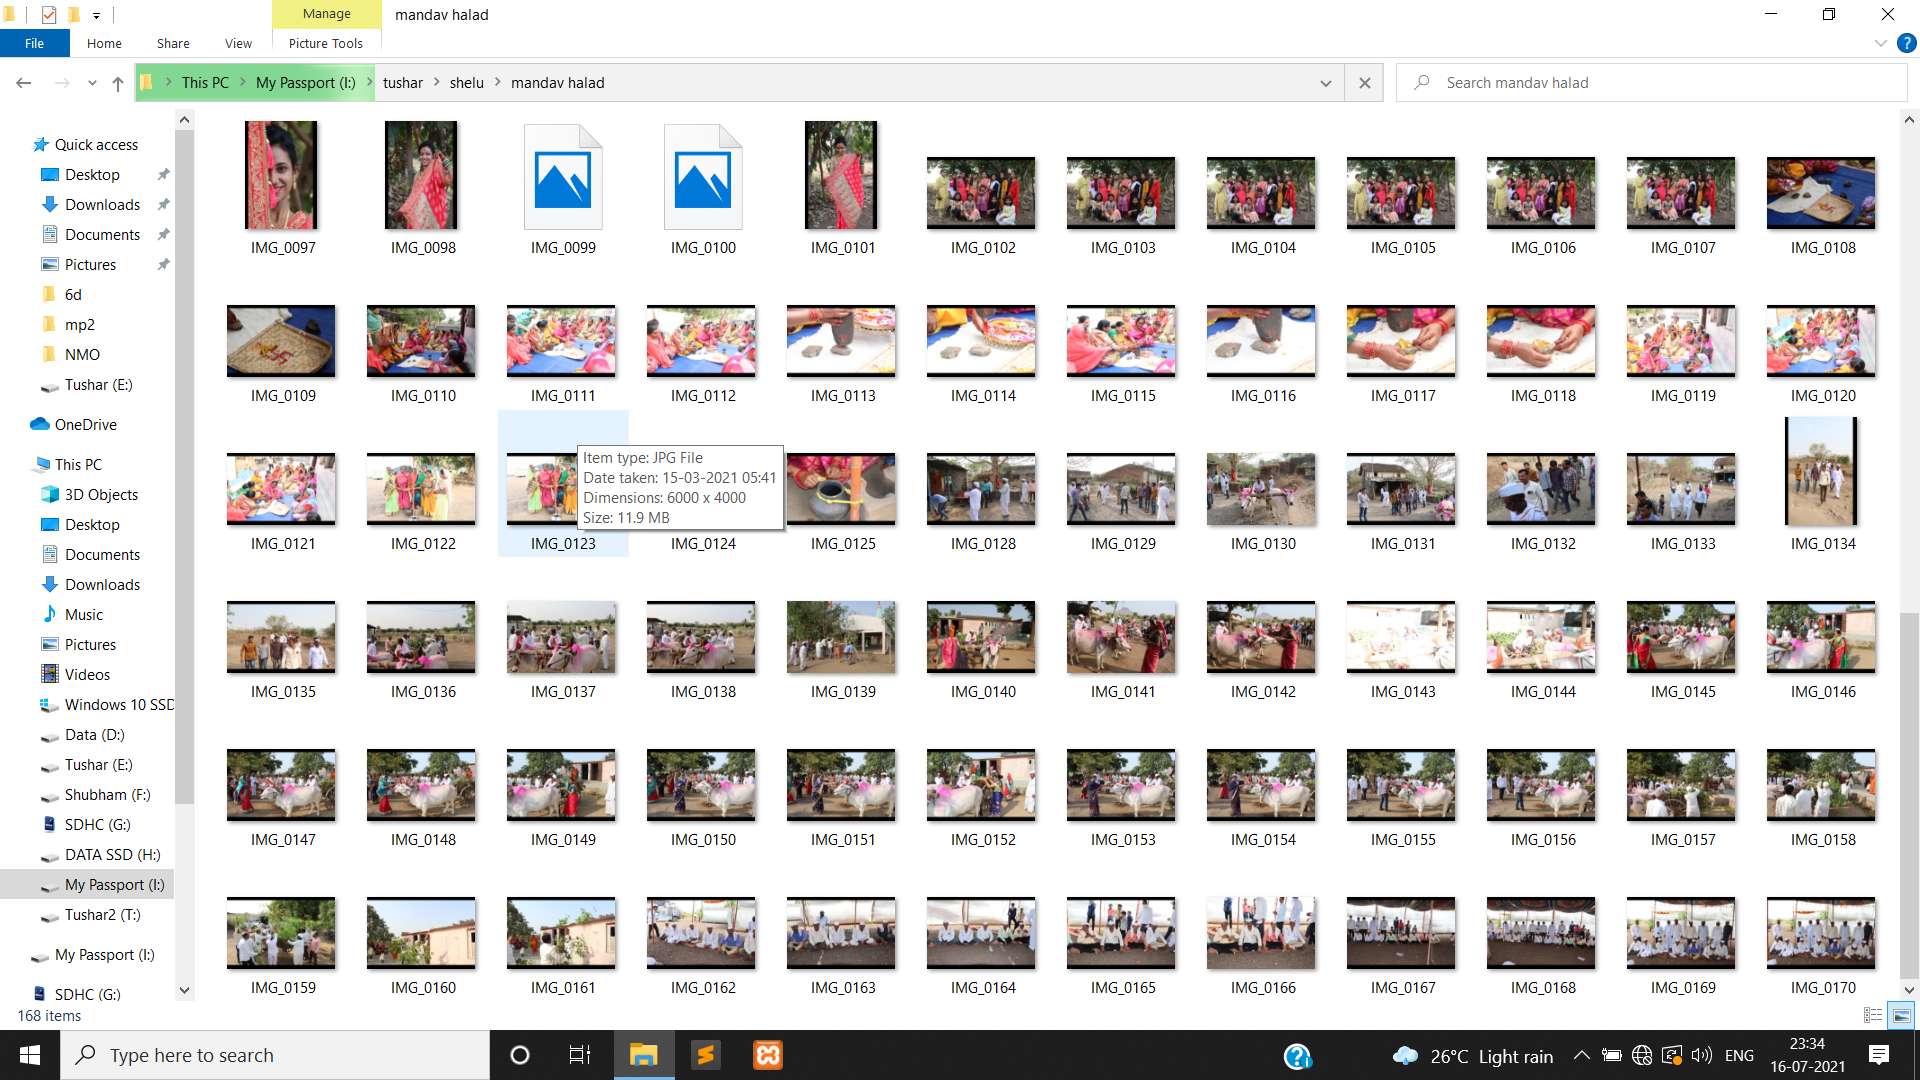 Manage
mandav halad
File
Home
Share
View
Picture Tools
This PC
My Passport (I:)
tushar
shelu
mandav halad
Search mandav halad
Quick access
Desktop
Downloads
Documents
Pictures
6d
mp2
NMO
Tushar (E:)
OneDrive
This PC
3D Objects
Desktop
Documents
Downloads
Music
Pictures
Videos
Windows 10 SSD
Data (D:)
Tushar (E:)
Shubham (F:)
SDHC (G:)
DATA SSD (H:)
My Passport (I:)
Tushar2 (T:)
My Passport (I:)
SDHC (G:)
168 items
IMG_0097 IMG_0098 IMG_0099 IMG_0100 IMG_0101 IMG_0102 IMG_0103 IMG_0104 IMG_0105 IMG_0106 IMG_0107 IMG_0108
IMG_0109 IMG_0110 IMG_0111 IMG_0112 IMG_0113 IMG_0114 IMG_0115 IMG_0116 IMG_0117 IMG_0118 IMG_0119 IMG_0120
Item type: JPG File
Date taken: 15-03-2021 05:41
Dimensions: 6000 x 4000
Size: 11.9 MB
IMG_0121 IMG_0122 IMG_0123 IMG_0124 IMG_0125 IMG_0128 IMG_0129 IMG_0130 IMG_0131 IMG_0132 IMG_0133 IMG_0134
IMG_0135 IMG_0136 IMG_0137 IMG_0138 IMG_0139 IMG_0140 IMG_0141 IMG_0142 IMG_0143 IMG_0144 IMG_0145 IMG_0146
IMG_0147 IMG_0148 IMG_0149 IMG_0150 IMG_0151 IMG_0152 IMG_0153 IMG_0154 IMG_0155 IMG_0156 IMG_0157 IMG_0158
IMG_0159 IMG_0160 IMG_0161 IMG_0162 IMG_0163 IMG_0164 IMG_0165 IMG_0166 IMG_0167 IMG_0168 IMG_0169 IMG_0170
Type here to search
26°C Light rain
ENG
23:34
16-07-2021